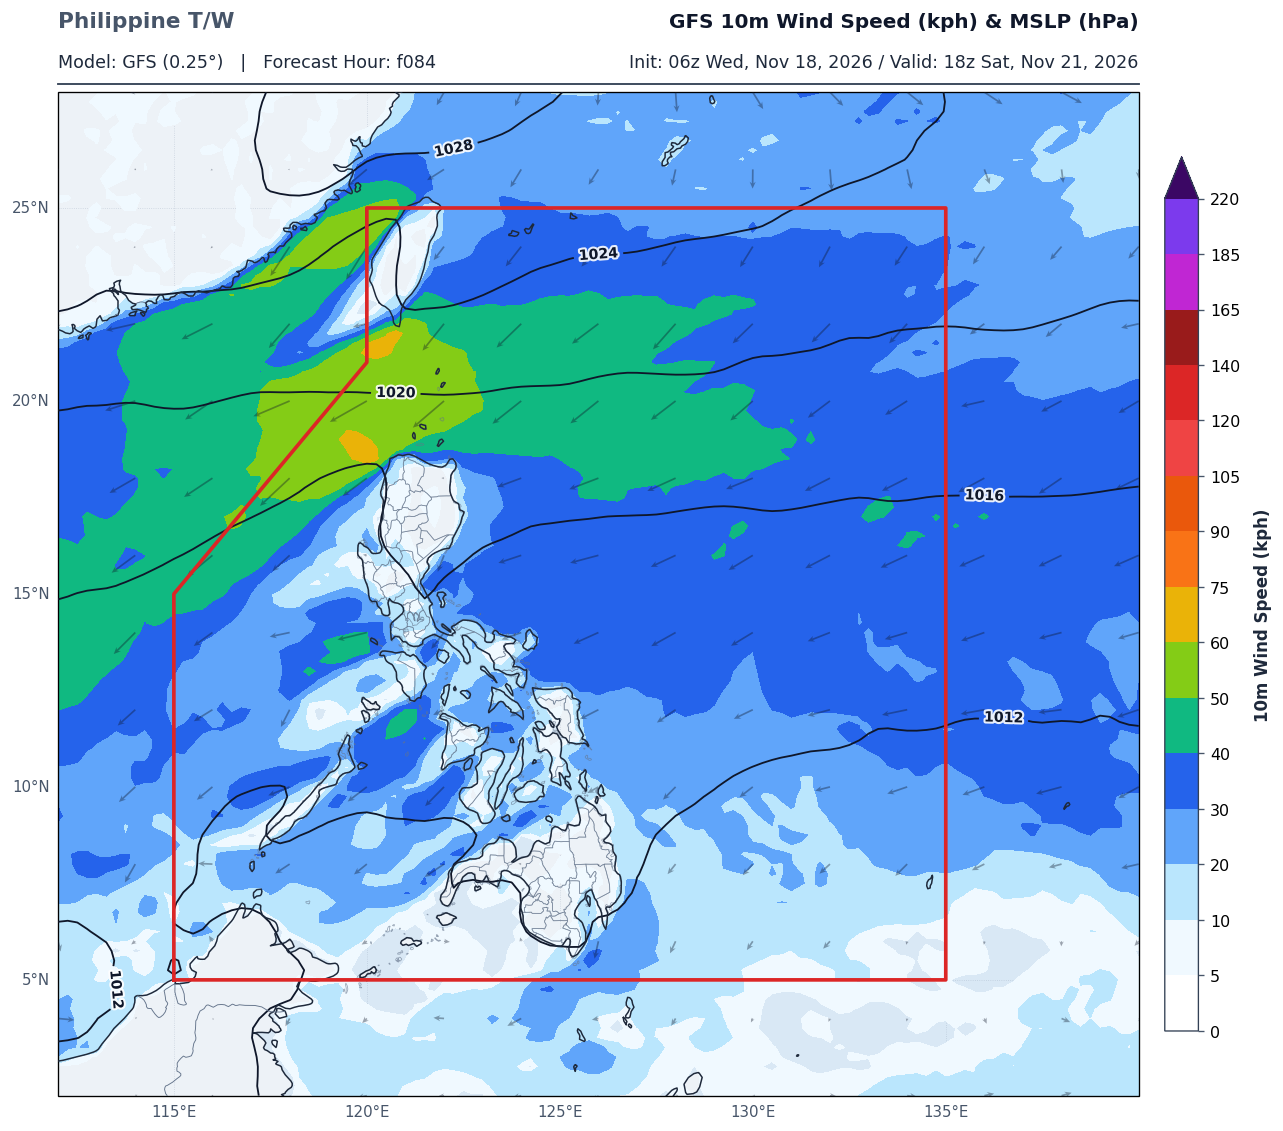 Philippine T/W
GFS 10m Wind Speed (kph) & MSLP (hPa)
Model: GFS (0.25°) | Forecast Hour: f084
Init: 06z Wed, Nov 18, 2026 / Valid: 18z Sat, Nov 21, 2026
1028
1024
1020
1016
1012
1012
25°N
20°N
15°N
10°N
5°N
115°E
120°E
125°E
130°E
135°E
220
185
165
140
120
105
90
75
60
50
40
30
20
10
5
0
10m Wind Speed (kph)